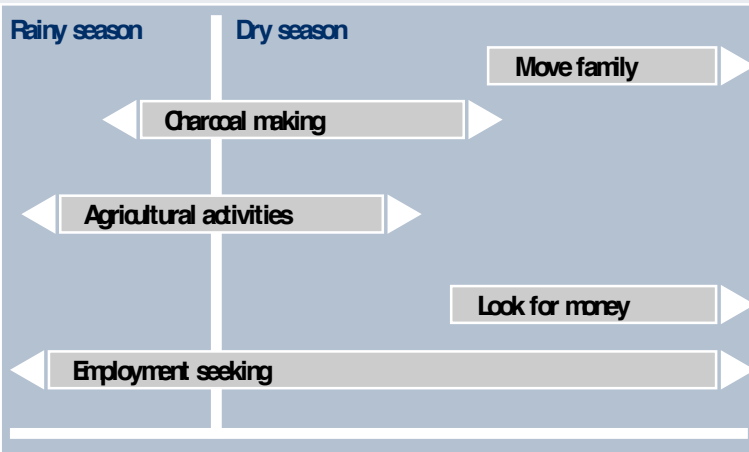 Rainy season
Dry season
Move family
Charcoal making
Agricultural activities
Look for money
Employment seeking